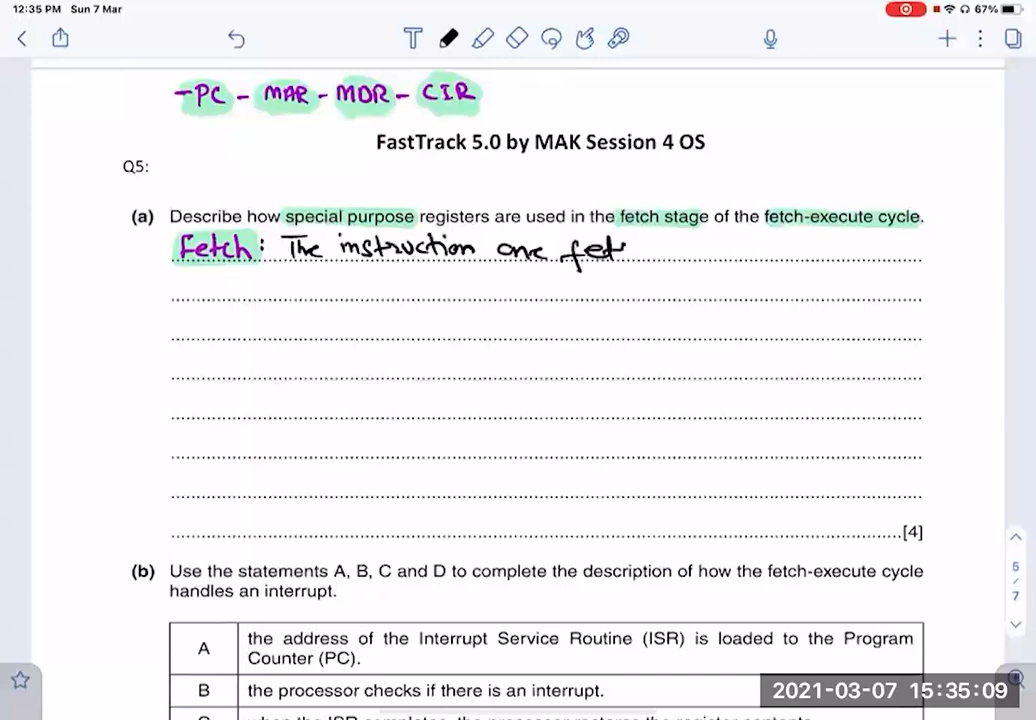 12:35 PM Sun 7 Mar
67%
-PC - MAR - MDR - CIR
FastTrack 5.0 by MAK Session 4 OS
Q5:
(a) Describe how special purpose registers are used in the fetch stage of the fetch-execute cycle.
Fetch: The instruction are fet
[4]
(b) Use the statements A, B, C and D to complete the description of how the fetch-execute cycle
handles an interrupt.
A the address of the Interrupt Service Routine (ISR) is loaded to the Program
Counter (PC).
B the processor checks if there is an interrupt.
5
/
7
2021-03-07 15:35:09